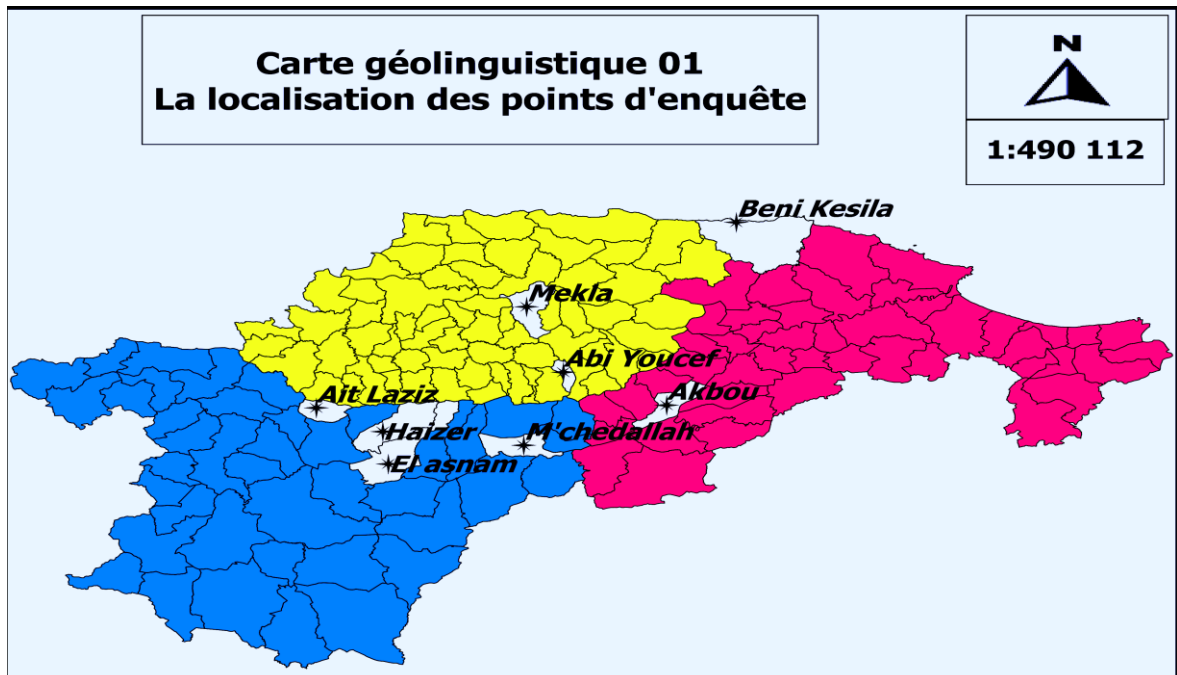 Carte géolinguistique 01
La localisation des points d'enquête
N
1:490 112
Beni Kesila
Mekla
Abi Youcef
Ait Laziz
Akbou
Haizer
M'chedallah
El asnam